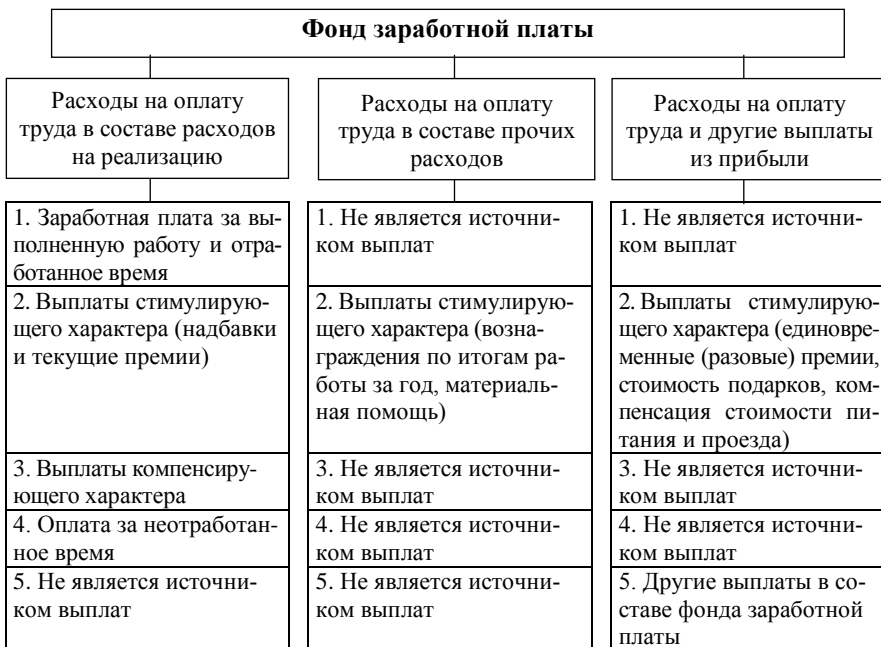 Фонд заработной платы
Расходы на оплату
труда в составе расходов
на реализацию
Расходы на оплату
труда в составе прочих
расходов
Расходы на оплату
труда и другие выплаты
из прибыли
1. Заработная плата за вы-
полненную работу и отра-
ботанное время
1. Не является источни-
ком выплат
1. Не является источни-
ком выплат
2. Выплаты стимулирую-
щего характера (надбавки
и текущие премии)
2. Выплаты стимулирую-
щего характера (возна-
граждения по итогам ра-
боты за год, материаль-
ная помощь)
2. Выплаты стимулирую-
щего характера (единовре-
менные (разовые) премии,
стоимость подарков, ком-
пенсация стоимости пи-
тания и проезда)
3. Выплаты компенсиру-
ющего характера
3. Не является источни-
ком выплат
3. Не является источни-
ком выплат
4. Оплата за неотработан-
ное время
4. Не является источни-
ком выплат
4. Не является источни-
ком выплат
5. Не является источни-
ком выплат
5. Не является источни-
ком выплат
5. Другие выплаты в со-
ставе фонда заработной
платы